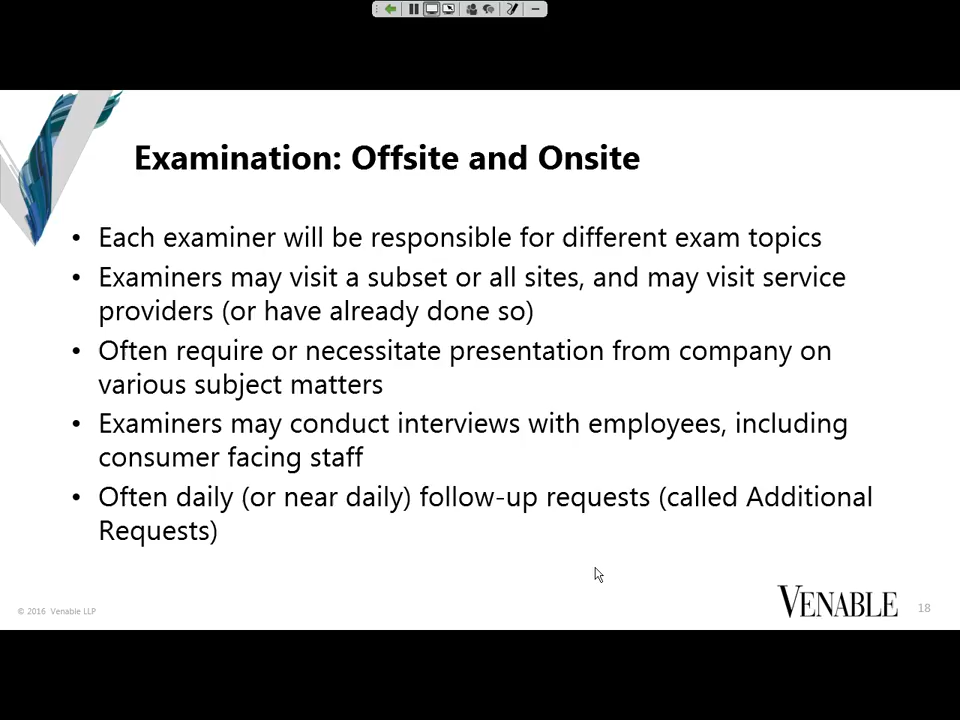 Examination: Offsite and Onsite
• Each examiner will be responsible for different exam topics
• Examiners may visit a subset or all sites, and may visit service
providers (or have already done so)
• Often require or necessitate presentation from company on
various subject matters
• Examiners may conduct interviews with employees, including
consumer facing staff
• Often daily (or near daily) follow-up requests (called Additional
Requests)
© 2016 Venable LLP
VENABLE
18